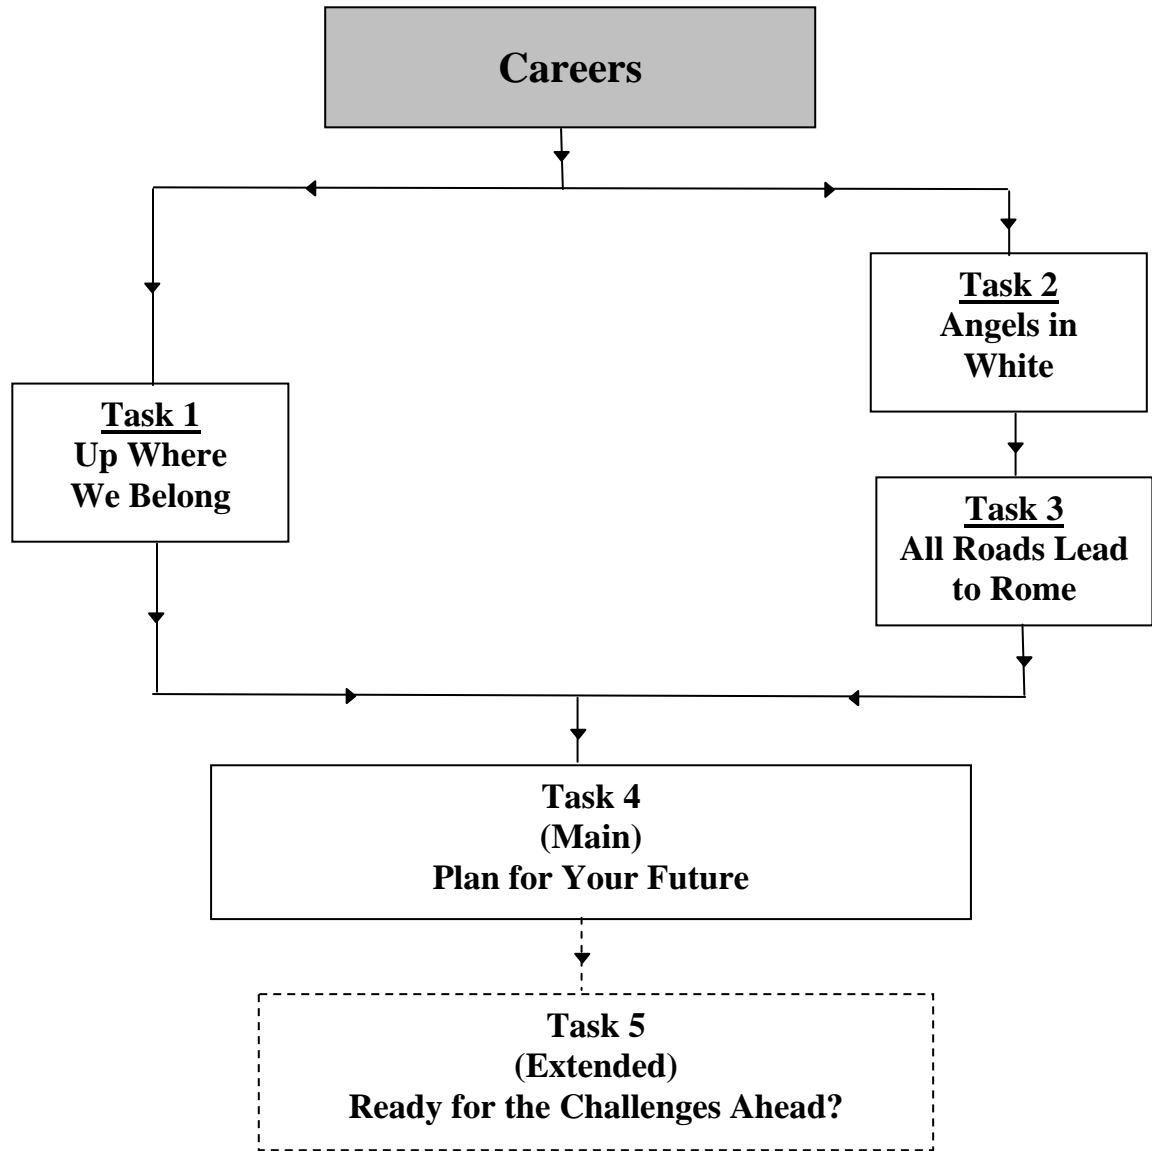 Careers
Task 1
Up Where
We Belong
Task 2
Angels in
White
Task 3
All Roads Lead
to Rome
Task 4
(Main)
Plan for Your Future
Task 5
(Extended)
Ready for the Challenges Ahead?